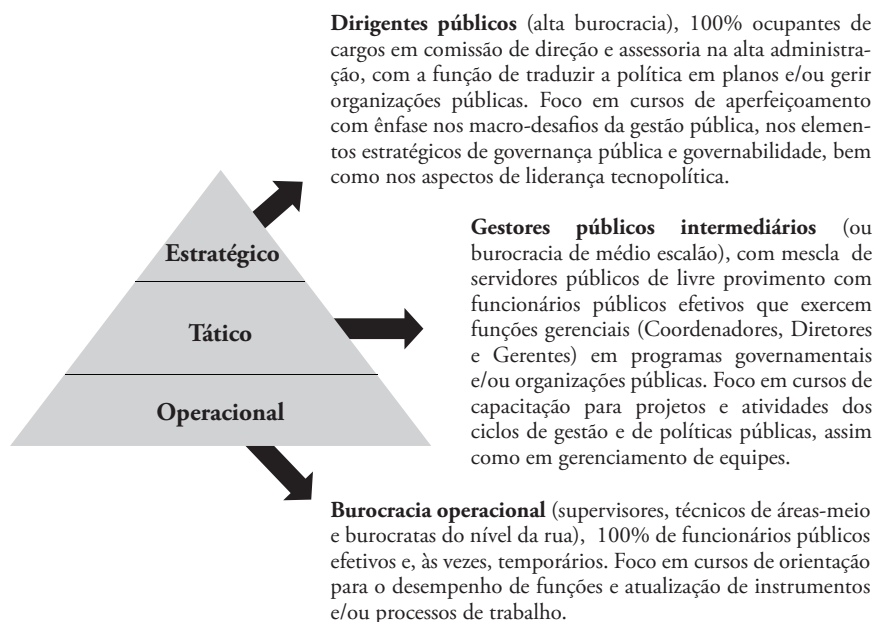 Dirigentes públicos (alta burocracia), 100% ocupantes de
cargos em comissão de direção e assessoria na alta administra-
ção, com a função de traduzir a política em planos e/ou gerir
organizações públicas. Foco em cursos de aperfeiçoamento
com ênfase nos macro-desafios da gestão pública, nos elemen-
tos estratégicos de governança pública e governabilidade, bem
como nos aspectos de liderança tecnopolítica.
Estratégico
Gestores públicos intermediários (ou
burocracia de médio escalão), com mescla de
servidores públicos de livre provimento com
funcionários públicos efetivos que exercem
funções gerenciais (Coordenadores, Diretores
e Gerentes) em programas governamentais
e/ou organizações públicas. Foco em cursos de
capacitação para projetos e atividades dos
ciclos de gestão e de políticas públicas, assim
como em gerenciamento de equipes.
Tático
Operacional
Burocracia operacional (supervisores, técnicos de áreas-meio
e burocratas do nível da rua), 100% de funcionários públicos
efetivos e, às vezes, temporários. Foco em cursos de orientação
para o desempenho de funções e atualização de instrumentos
e/ou processos de trabalho.